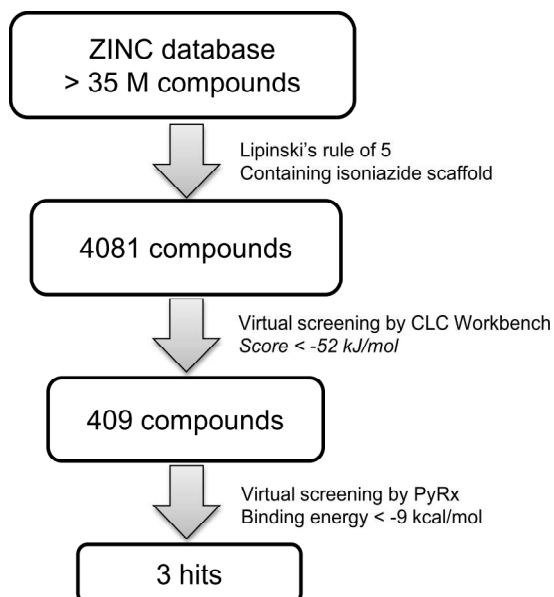 ZINC database
> 35 M compounds
Lipinski's rule of 5
Containing isoniazide scaffold
4081 compounds
Virtual screening by CLC Workbench
Score < -52 kJ/mol
409 compounds
Virtual screening by PyRx
Binding energy < -9 kcal/mol
3 hits